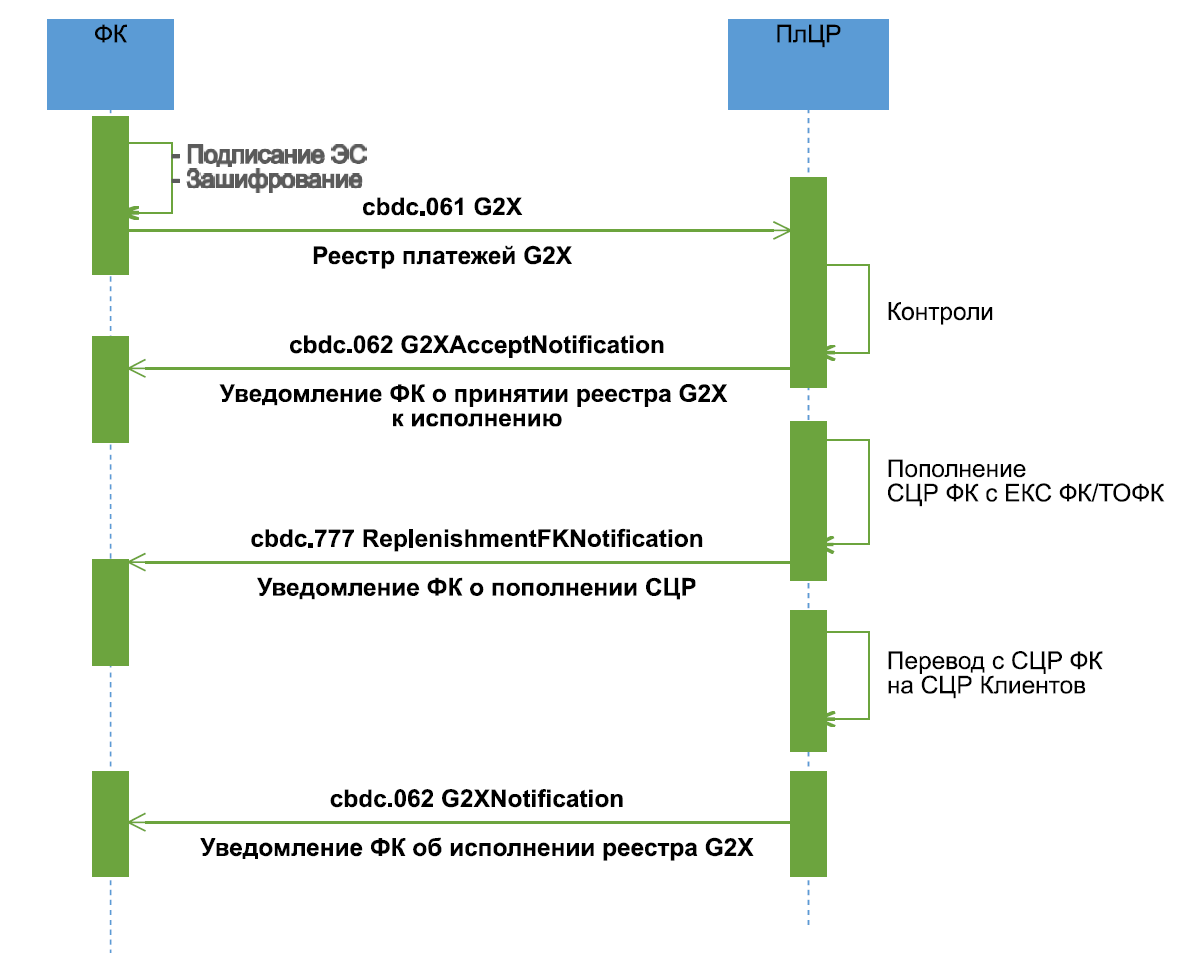 ФК
ПлЦР
- Подписание ЭС
- Зашифрование
cbdc.061 G2X
Реестр платежей G2X
Контроли
cbdc.062 G2XAcceptNotification
Уведомление ФК о принятии реестра G2X
к исполнению
Пополнение
СЦР ФК с ЕКС ФК/ТОФК
cbdc.777 ReplenishmentFKNotification
Уведомление ФК о пополнении СЦР
Перевод с СЦР ФК
на СЦР Клиентов
cbdc.062 G2XNotification
Уведомление ФК об исполнении реестра G2X